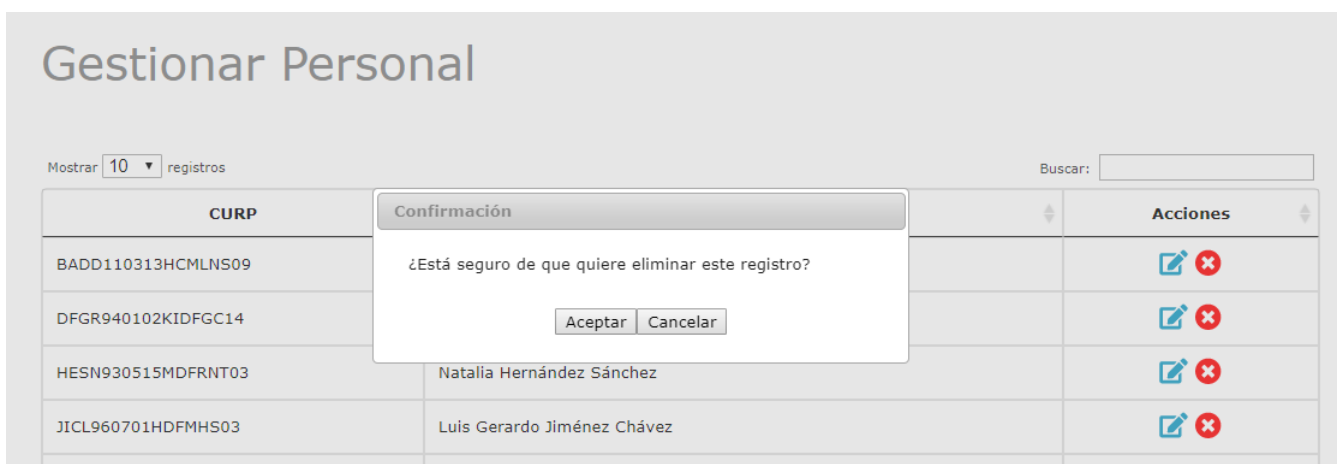 Gestionar Personal
Mostrar 10 registros
Buscar:
CURP
Acciones
Confirmación
¿Está seguro de que quiere eliminar este registro?
Aceptar Cancelar
BADD110313HCMLNS09
DFGR940102KIDFGC14
HESN930515MDFRNT03 Natalia Hernández Sánchez
JICL960701HDFMHS03 Luis Gerardo Jiménez Chávez